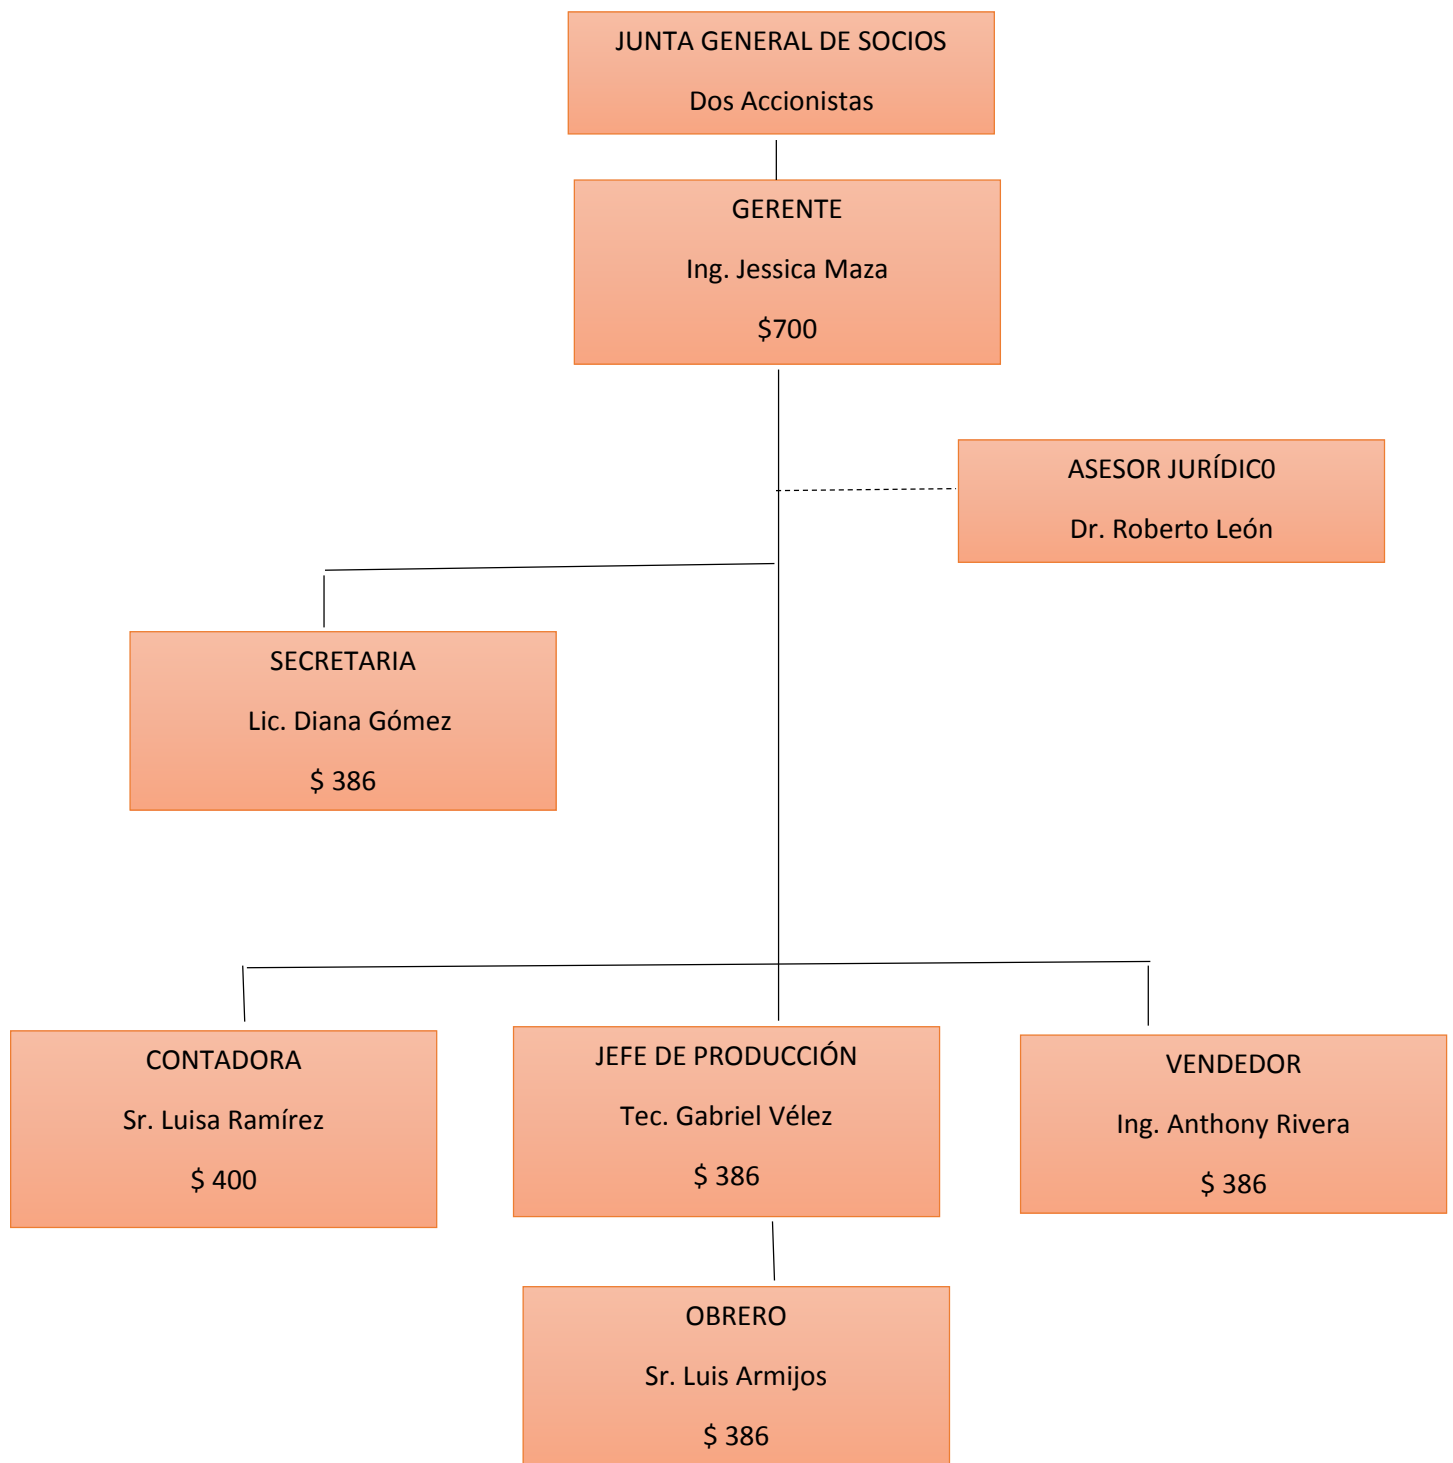 JUNTA GENERAL DE SOCIOS
Dos Accionistas
GERENTE
Ing. Jessica Maza
$700
ASESOR JURÍDIC0
Dr. Roberto León
SECRETARIA
Lic. Diana Gómez
$ 386
CONTADORA
Sr. Luisa Ramírez
$ 400
JEFE DE PRODUCCIÓN
Tec. Gabriel Vélez
$ 386
VENDEDOR
Ing. Anthony Rivera
$ 386
OBRERO
Sr. Luis Armijos
$ 386